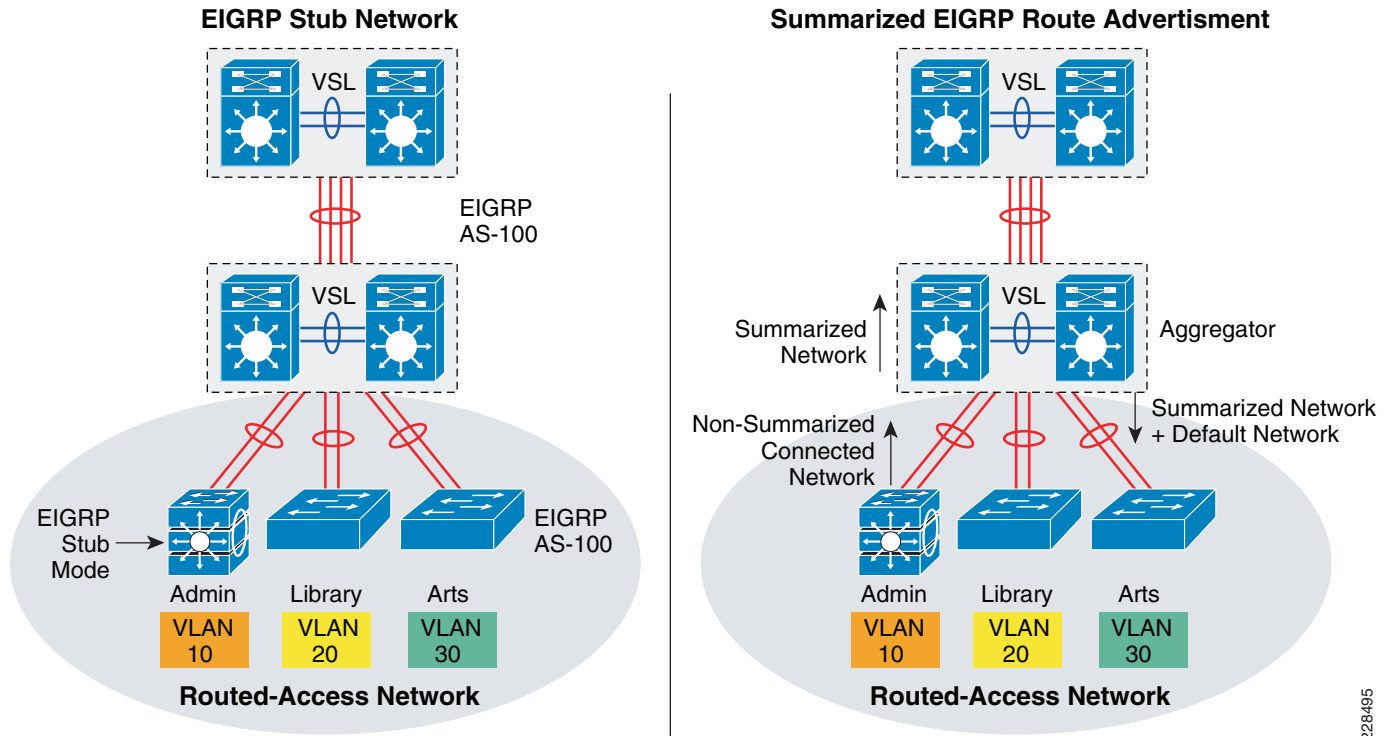 EIGRP Stub Network
VSL
EIGRP
AS-100
VSL
EIGRP
Stub
Mode
EIGRP
AS-100
Admin
Library
Arts
VLAN
10
VLAN
20
VLAN
30
Routed-Access Network
Summarized EIGRP Route Advertisment
VSL
Summarized
Network
VSL
Aggregator
Non-Summarized
Connected
Network
Summarized Network
+ Default Network
Admin
Library
Arts
VLAN
10
VLAN
20
VLAN
30
Routed-Access Network
228495